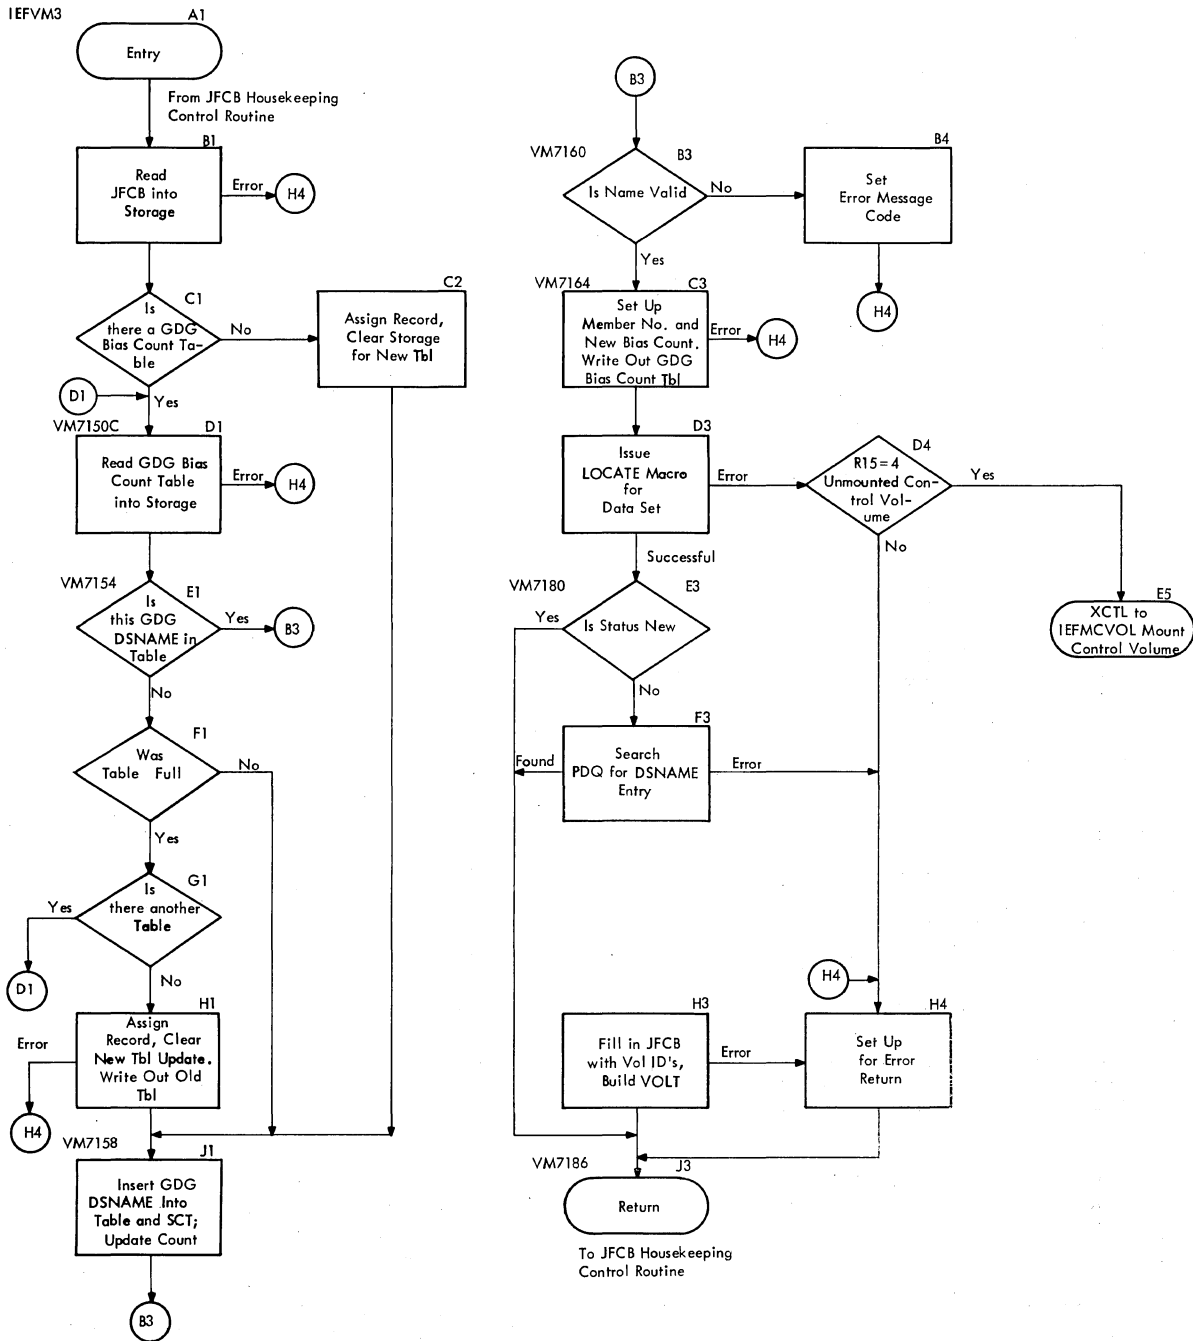 IEFVM3
A1
Entry
From JFCB Housekeeping
Control Routine
B1
Read
JFCB into
Storage
Error
H4
C1
Is
there a GDG
Bias Count Ta-
ble
No
C2
Assign Record,
Clear Storage
for New Tbl
D1
Yes
VM7150C
D1
Read GDG Bias
Count Table
into Storage
Error
H4
VM7154
E1
Is
this GDG
DSNAME in
Table
Yes
B3
No
F1
Was
Table Full
No
Yes
G1
Is
there another
Table
Yes
D1
No
H1
Assign
Record, Clear
New Tbl Update.
Write Out Old
Tbl
Error
H4
VM7158
J1
Insert GDG
DSNAME Into
Table and SCT;
Update Count
B3
B3
VM7160
B3
Is Name Valid
No
B4
Set
Error Message
Code
H4
Yes
VM7164
C3
Set Up
Member No. and
New Bias Count.
Write Out GDG
Bias Count Tbl
Error
H4
D3
Issue
LOCATE Macro
for
Data Set
Error
D4
R15=4
Unmounted Con-
trol Vol-
ume
Yes
No
E5
XCTL to
IEFMCVOL Mount
Control Volume
Successful
VM7180
E3
Is Status New
Yes
No
F3
Search
PDQ for DSNAME
Entry
Found
Error
H4
H3
Fill in JFCB
with Vol ID's,
Build VOLT
Error
H4
Set Up
for Error
Return
VM7186
J3
Return
To JFCB Housekeeping
Control Routine